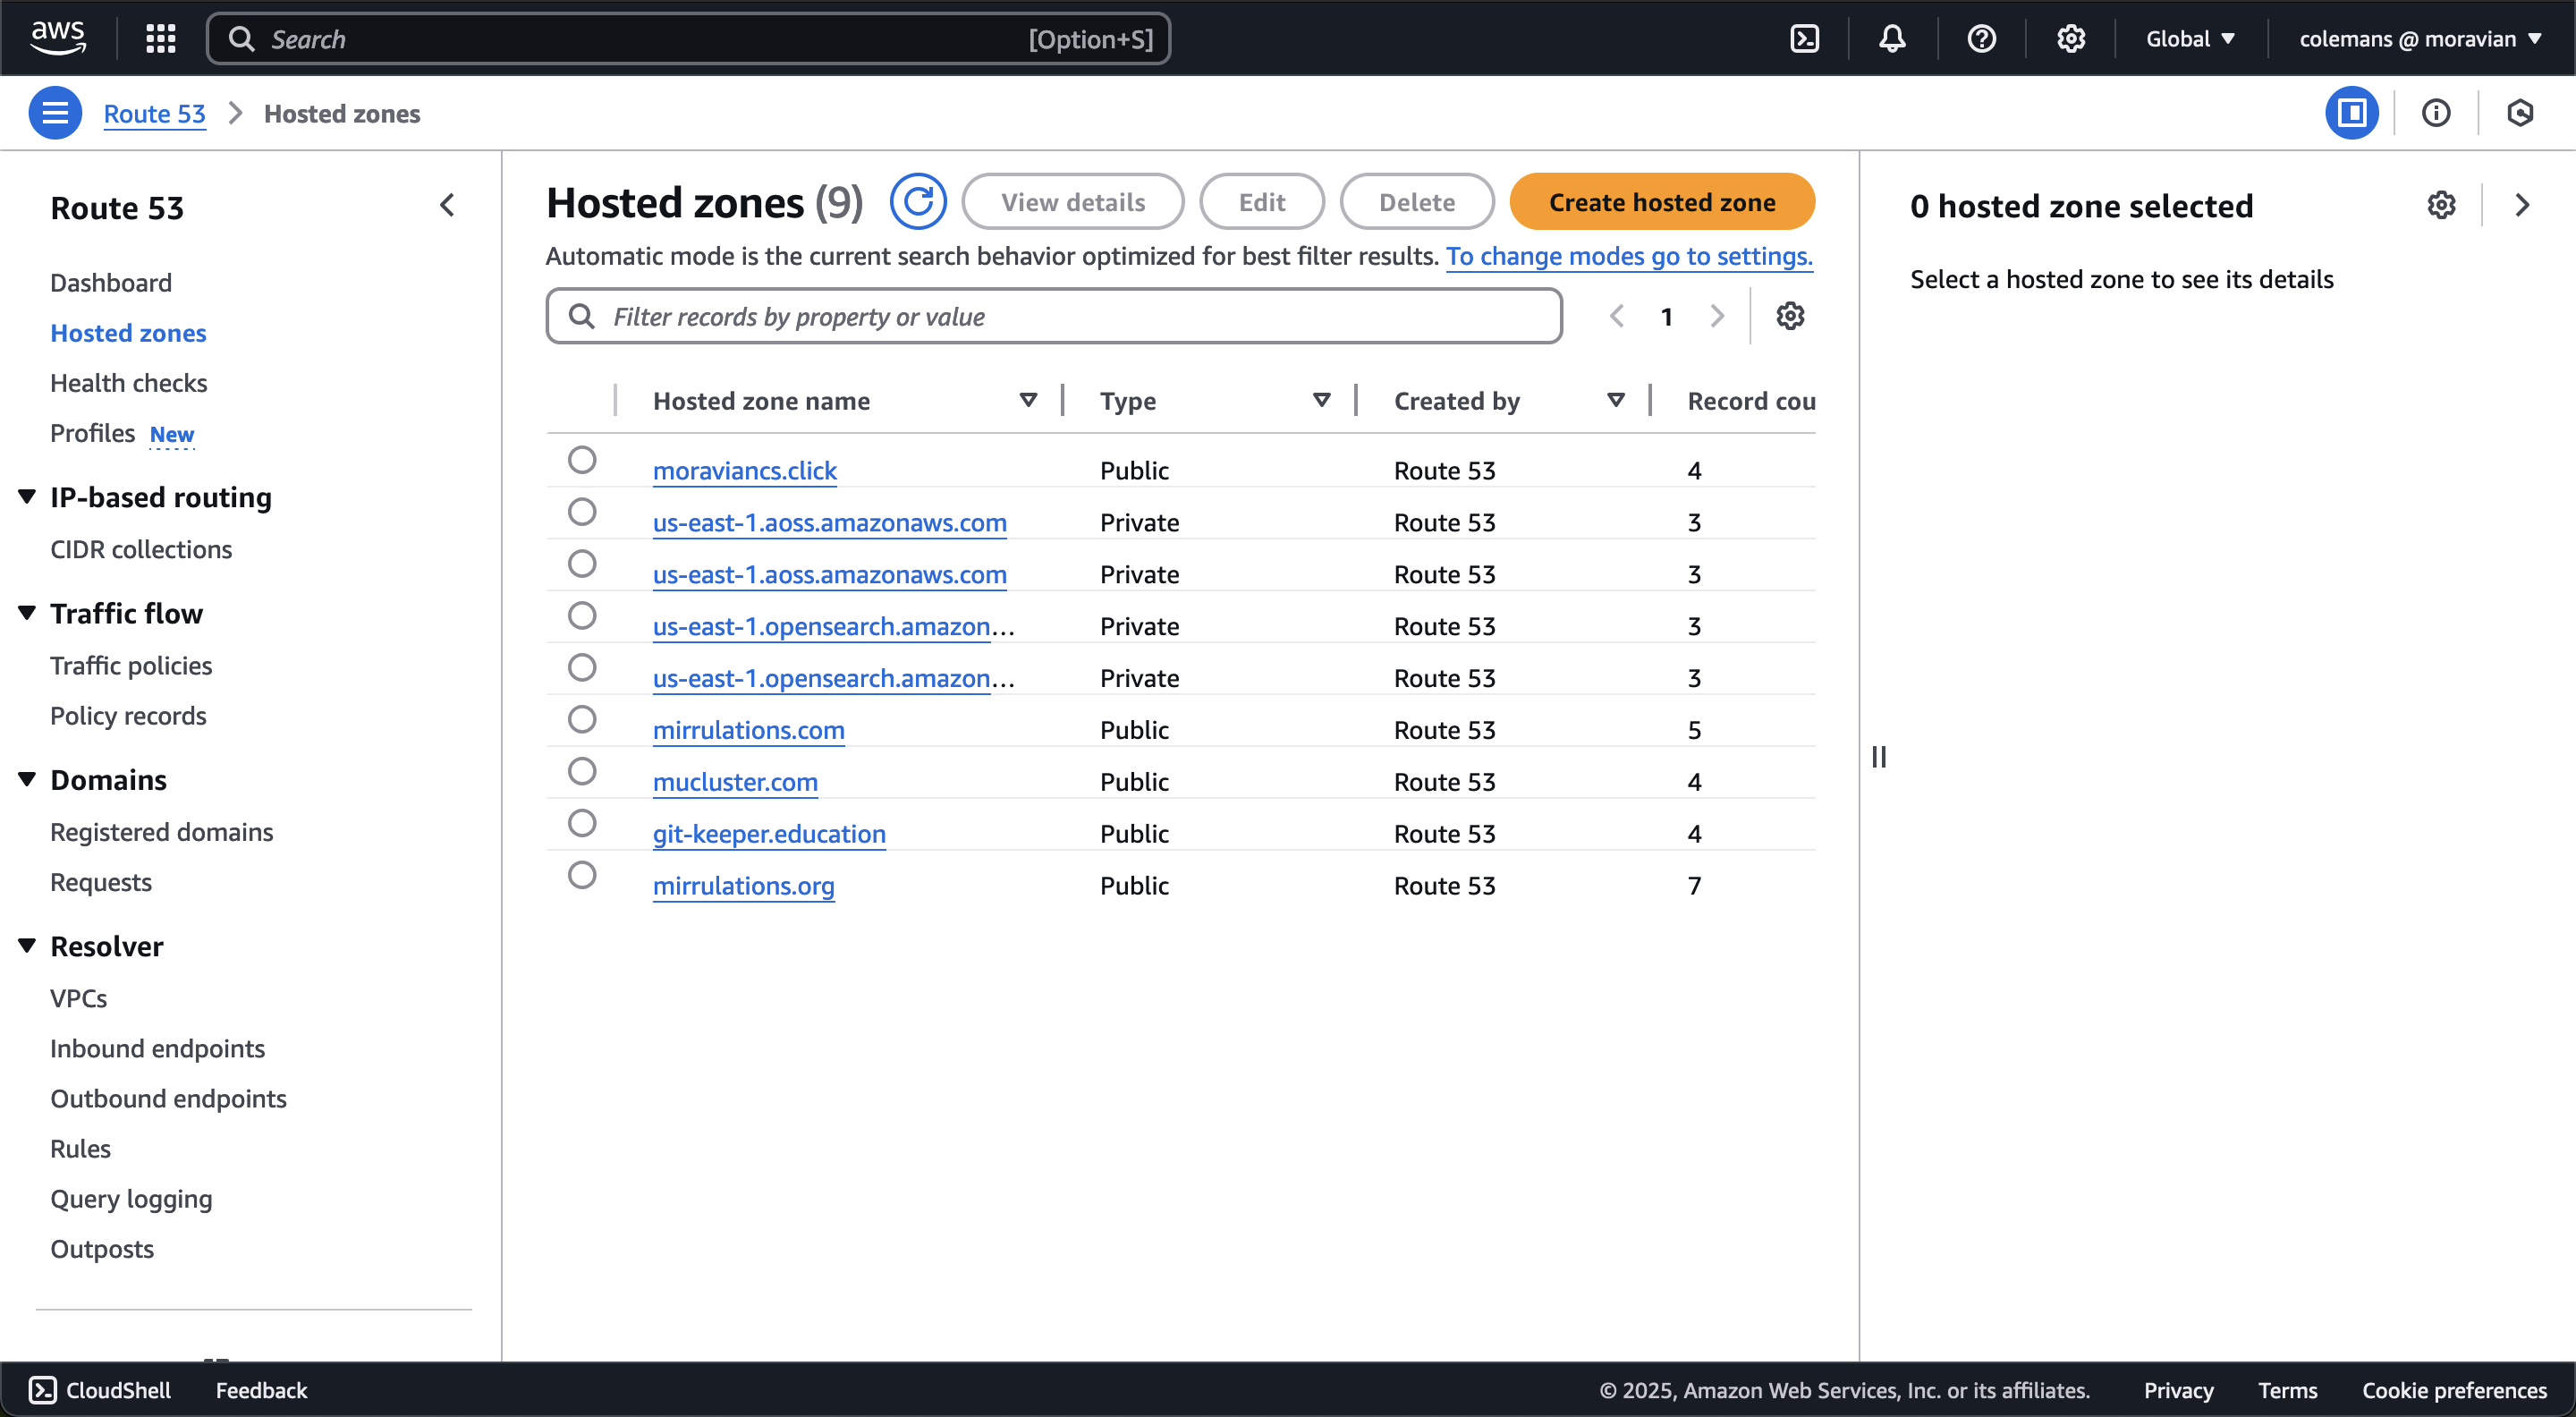 aws
Search [Option+S]
Global
colemans @ moravian
Route 53 > Hosted zones
Route 53
Dashboard
Hosted zones
Health checks
Profiles New
IP-based routing
CIDR collections
Traffic flow
Traffic policies
Policy records
Domains
Registered domains
Requests
Resolver
VPCs
Inbound endpoints
Outbound endpoints
Rules
Query logging
Outposts
Hosted zones (9)
View details
Edit
Delete
Create hosted zone
Automatic mode is the current search behavior optimized for best filter results. To change modes go to settings.
Filter records by property or value
1
Hosted zone name Type Created by Record cou
moraviancs.click Public Route 53 4
us-east-1.aoss.amazonaws.com Private Route 53 3
us-east-1.aoss.amazonaws.com Private Route 53 3
us-east-1.opensearch.amazon... Private Route 53 3
us-east-1.opensearch.amazon... Private Route 53 3
mirrulations.com Public Route 53 5
mucluster.com Public Route 53 4
git-keeper.education Public Route 53 4
mirrulations.org Public Route 53 7
0 hosted zone selected
Select a hosted zone to see its details
CloudShell
Feedback
© 2025, Amazon Web Services, Inc. or its affiliates.
Privacy
Terms
Cookie preferences